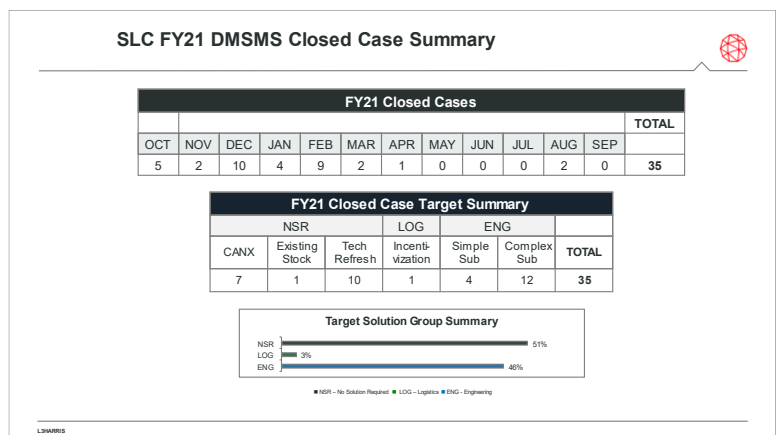 SLC FY21 DMSMS Closed Case Summary
FY21 Closed Cases
TOTAL
OCT NOV DEC JAN FEB MAR APR MAY JUN JUL AUG SEP
5 2 10 4 9 2 1 0 0 0 2 0 35
FY21 Closed Case Target Summary
NSR LOG ENG
CANX Existing Stock Tech Refresh Incenti-vization Simple Sub Complex Sub TOTAL
7 1 10 1 4 12 35
Target Solution Group Summary
NSR 51%
LOG 3%
ENG 46%
NSR – No Solution Required LOG – Logistics ENG - Engineering
L3HARRIS